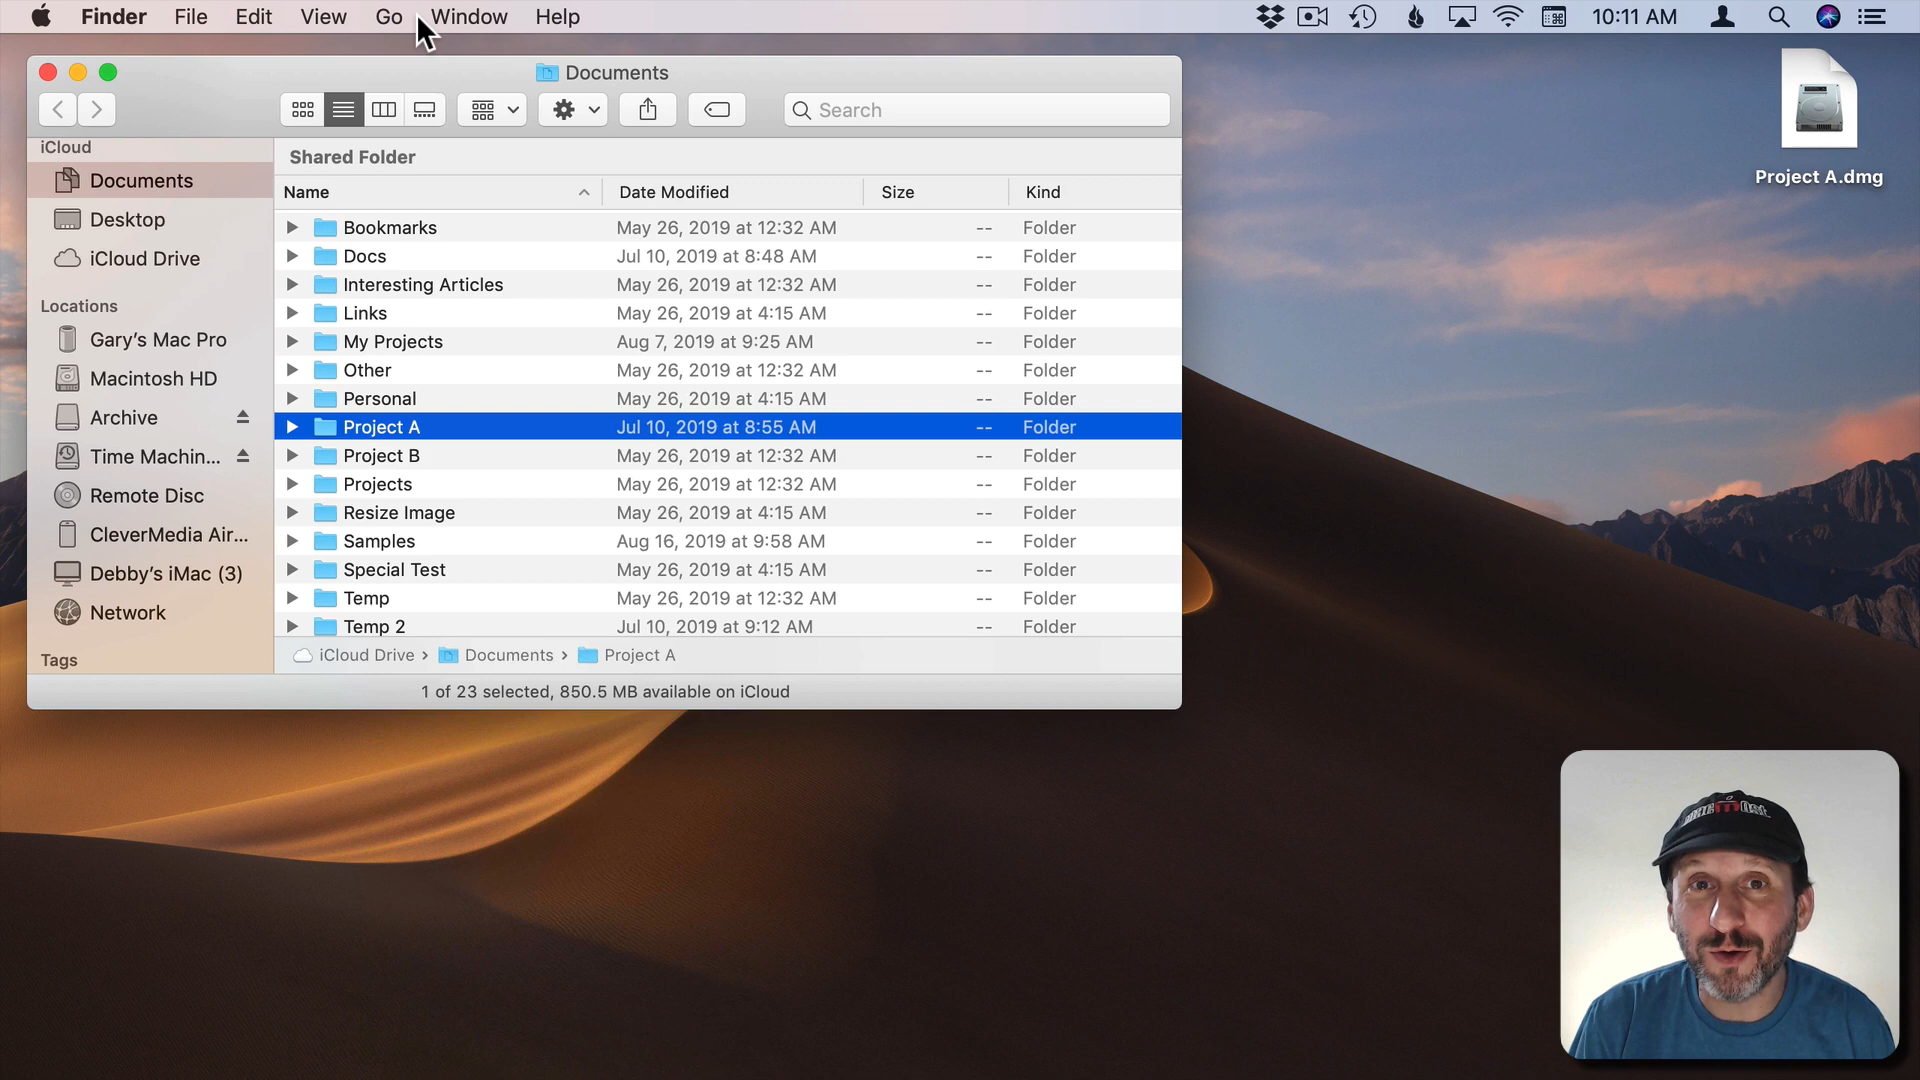 Finder File Edit View Go Window Help 10:11 AM
Documents
Search
iCloud
Documents
Desktop
iCloud Drive
Locations
Gary's Mac Pro
Macintosh HD
Archive
Time Machin...
Remote Disc
CleverMedia Air...
Debby's iMac (3)
Network
Tags
Shared Folder
Name Date Modified Size Kind
Bookmarks May 26, 2019 at 12:32 AM -- Folder
Docs Jul 10, 2019 at 8:48 AM -- Folder
Interesting Articles May 26, 2019 at 12:32 AM -- Folder
Links May 26, 2019 at 4:15 AM -- Folder
My Projects Aug 7, 2019 at 9:25 AM -- Folder
Other May 26, 2019 at 12:32 AM -- Folder
Personal May 26, 2019 at 4:15 AM -- Folder
Project A Jul 10, 2019 at 8:55 AM -- Folder
Project B May 26, 2019 at 12:32 AM -- Folder
Projects May 26, 2019 at 12:32 AM -- Folder
Resize Image May 26, 2019 at 4:15 AM -- Folder
Samples Aug 16, 2019 at 9:58 AM -- Folder
Special Test May 26, 2019 at 4:15 AM -- Folder
Temp May 26, 2019 at 12:32 AM -- Folder
Temp 2 Jul 10, 2019 at 9:12 AM -- Folder
iCloud Drive › Documents › Project A
1 of 23 selected, 850.5 MB available on iCloud
Project A.dmg